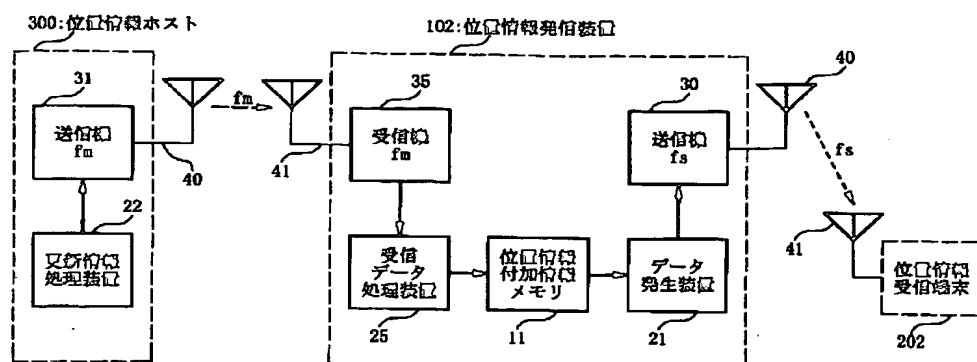 300:位置情報ホスト
31
送信機
fm
40
22
更新情報
処理装置
fm
41
102:位置情報発信装置
35
受信機
fm
受信
データ
処理装置
25
位置情報
付加情報
メモリ
11
30
送信機
fs
データ
発生装置
21
40
fs
41
位置情報
受信端末
202